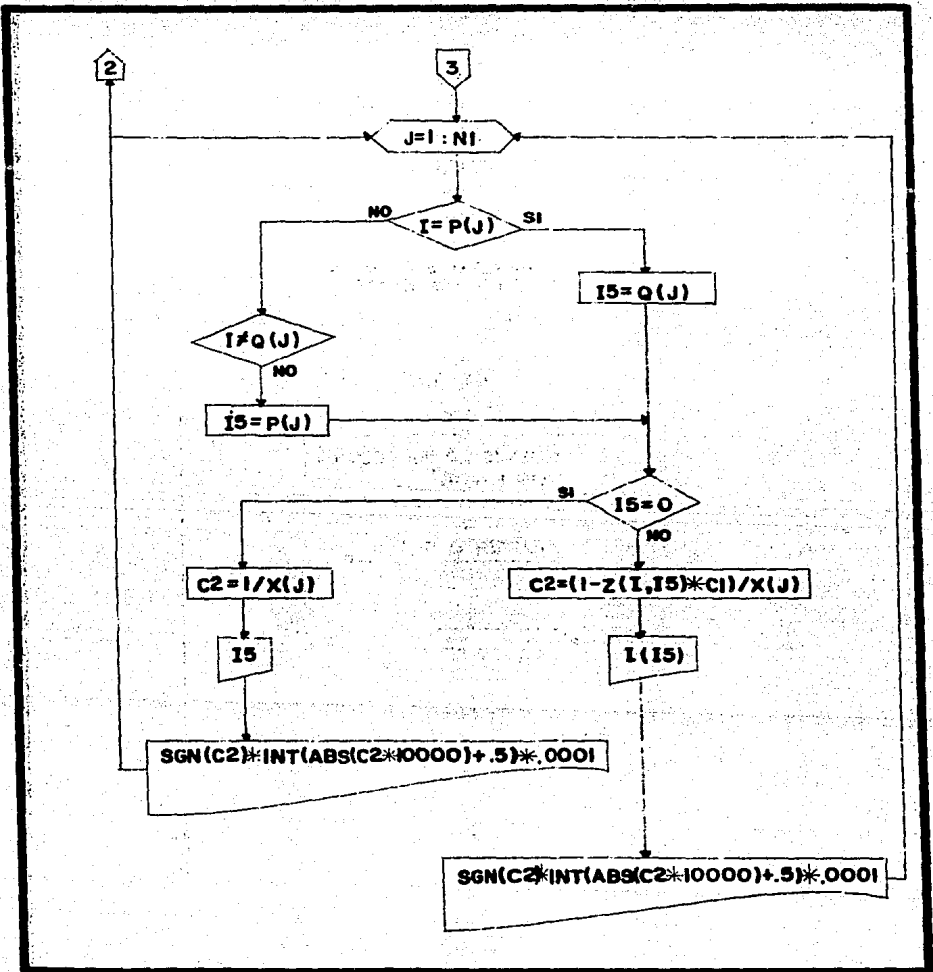 2
3
J=1 : N1
NO
I= P(J)
SI
I5=Q(J)
I≠Q(J)
NO
I5=P(J)
SI
I5=0
NO
C2=1/X(J)
C2=(1-Z(I,I5)*C1)/X(J)
I5
L(I5)
SGN(C2)*INT(ABS(C2*10000)+.5)*.0001
SGN(C2*INT(ABS(C2*10000)+.5)*.0001